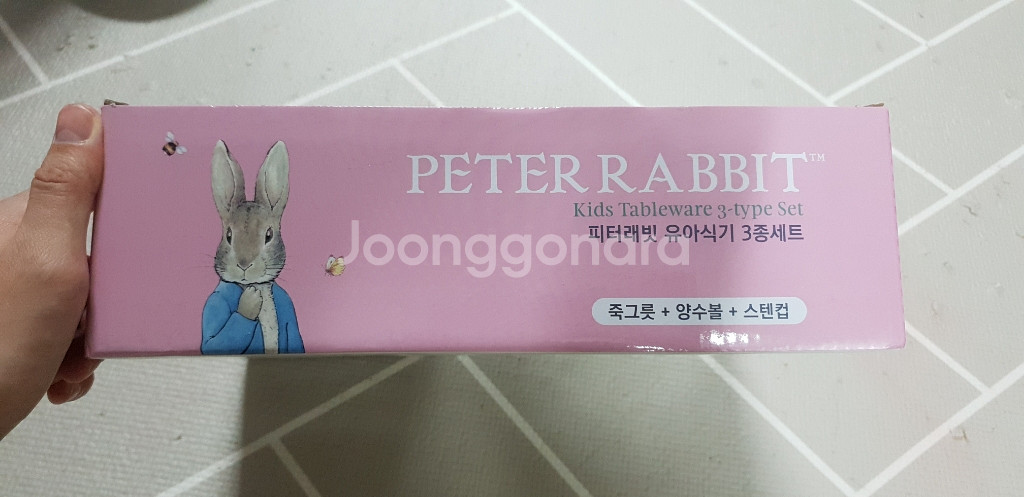 PETER RABBIT™
Kids Tableware 3-type Set
피터래빗 유아식기 3종세트
Joonggonara
죽그릇 + 양수볼 + 스텐컵